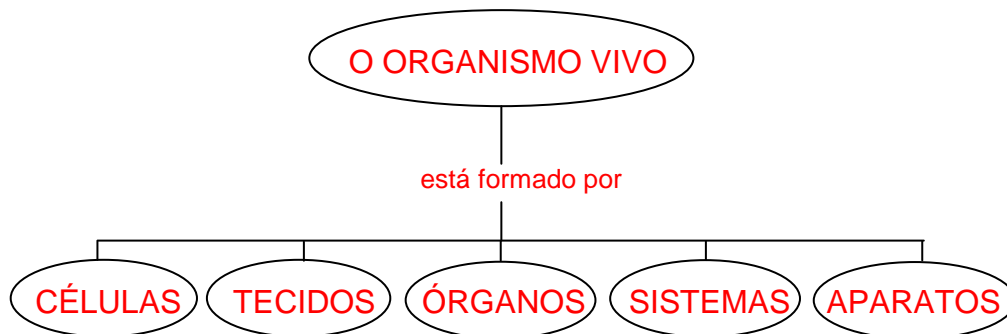 O ORGANISMO VIVO
está formado por
CÉLULAS TECIDOS ÓRGANOS SISTEMAS APARATOS